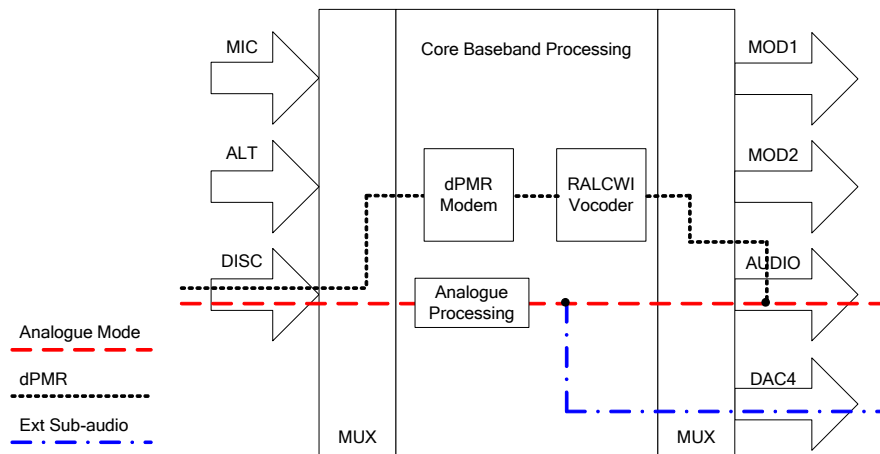 MIC
Core Baseband Processing
MOD1
ALT
dPMR
Modem
RALCWI
Vocoder
MOD2
DISC
Analogue
Processing
AUDIO
Analogue Mode
dPMR
Ext Sub-audio
DAC4
MUX
MUX